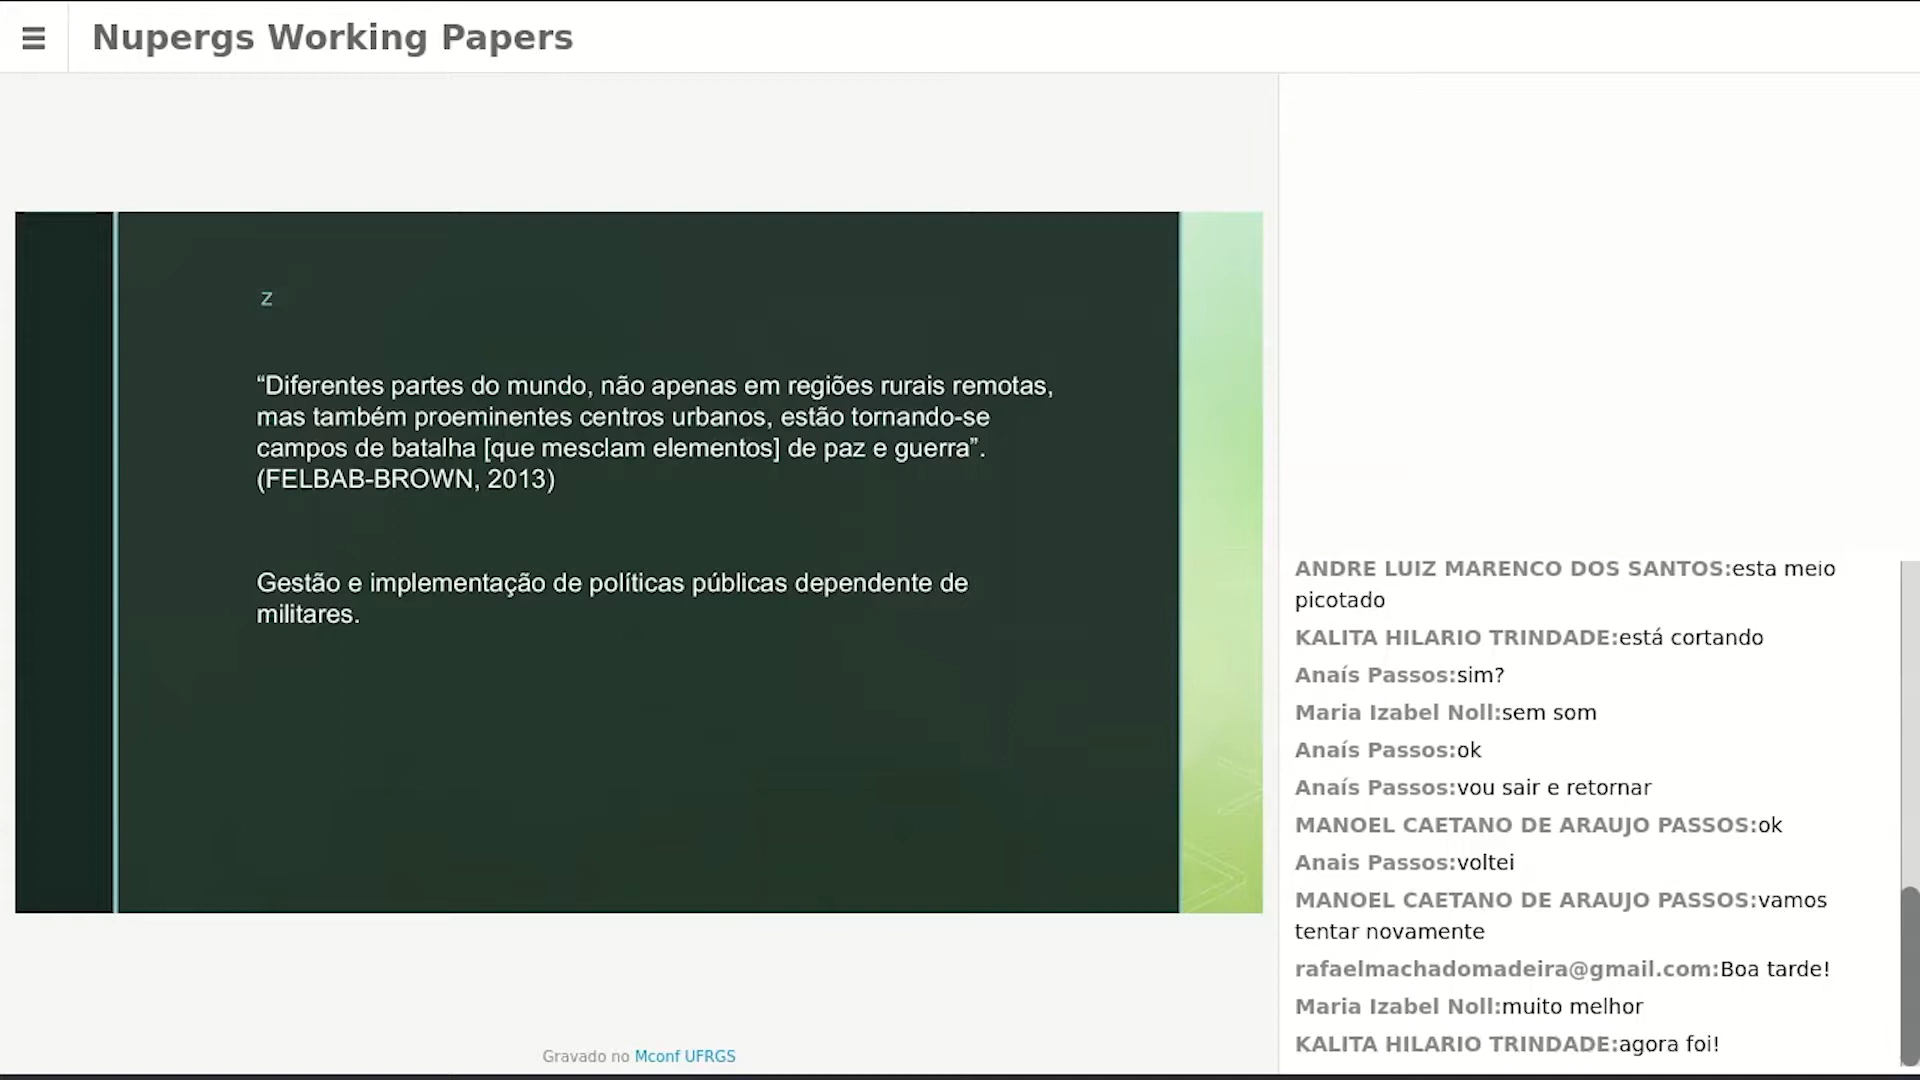 ☰ Nupergs Working Papers
z
“Diferentes partes do mundo, não apenas em regiões rurais remotas,
mas também proeminentes centros urbanos, estão tornando-se
campos de batalha [que mesclam elementos] de paz e guerra”.
(FELBAB-BROWN, 2013)
Gestão e implementação de políticas públicas dependente de
militares.
Gravado no Mconf UFRGS
ANDRE LUIZ MARENCO DOS SANTOS:esta meio
picotado
KALITA HILARIO TRINDADE:está cortando
Anaís Passos:sim?
Maria Izabel Noll:sem som
Anaís Passos:ok
Anaís Passos:vou sair e retornar
MANOEL CAETANO DE ARAUJO PASSOS:ok
Anais Passos:voltei
MANOEL CAETANO DE ARAUJO PASSOS:vamos
tentar novamente
rafaelmachadomadeira@gmail.com:Boa tarde!
Maria Izabel Noll:muito melhor
KALITA HILARIO TRINDADE:agora foi!